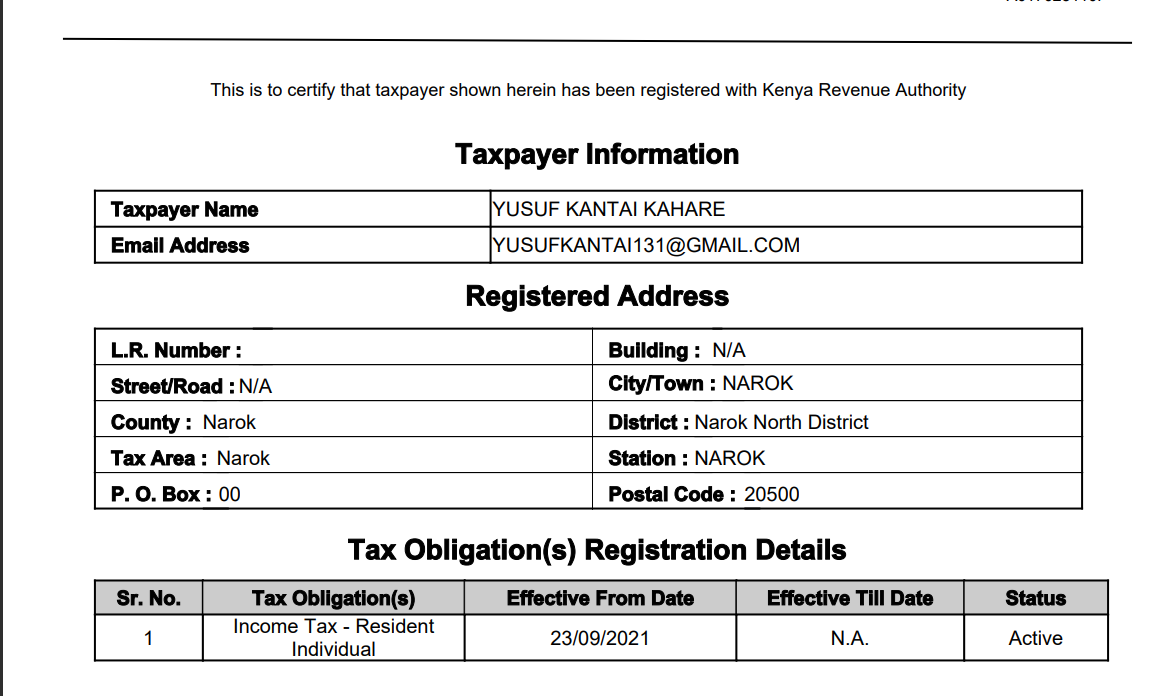 This is to certify that taxpayer shown herein has been registered with Kenya Revenue Authority
Taxpayer Information
Taxpayer Name YUSUF KANTAI KAHARE
Email Address YUSUFKANTAI131@GMAIL.COM
Registered Address
L.R. Number : Building : N/A
Street/Road : N/A City/Town : NAROK
County : Narok District : Narok North District
Tax Area : Narok Station : NAROK
P. O. Box : 00 Postal Code : 20500
Tax Obligation(s) Registration Details
Sr. No. Tax Obligation(s) Effective From Date Effective Till Date Status
1 Income Tax - Resident Individual 23/09/2021 N.A. Active